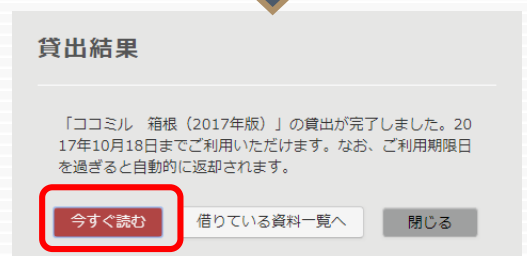 貸出結果
「ココミル 箱根（2017年版）」の貸出が完了しました。20
17年10月18日までご利用いただけます。なお、ご利用期限日
を過ぎると自動的に返却されます。
今すぐ読む 借りている資料一覧へ 閉じる